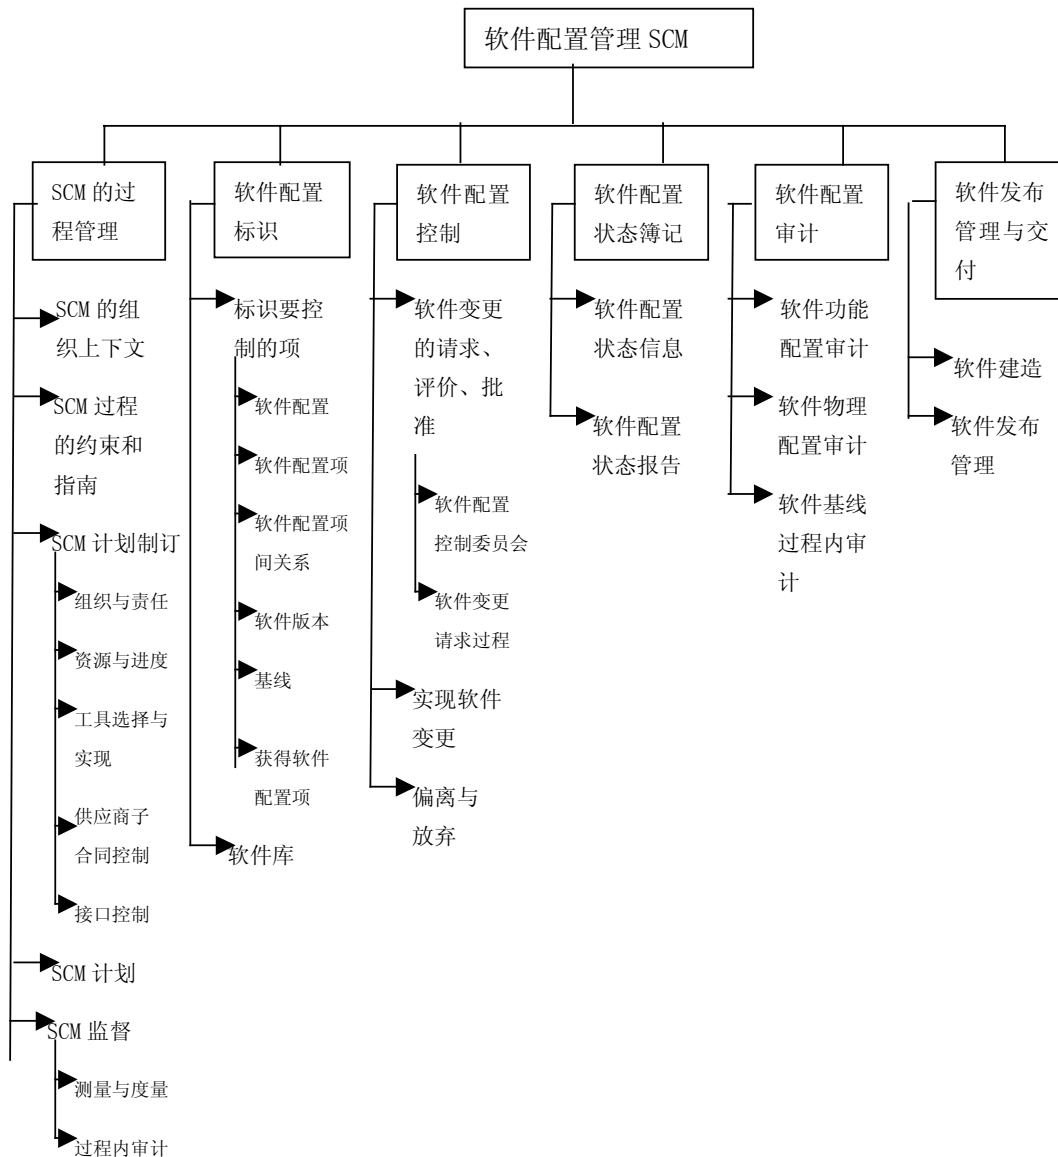 软件配置管理 SCM
SCM 的过
程管理
SCM 的组
织上下文
SCM 过程
的约束和
指南
SCM 计划制订
组织与责任
资源与进度
工具选择与
实现
供应商子
合同控制
接口控制
SCM 计划
SCM 监督
测量与度量
过程内审计
软件配置
标识
标识要控
制的项
软件配置
软件配置项
软件配置项
间关系
软件版本
基线
获得软件
配置项
软件库
软件配置
控制
软件变更
的请求、
评价、批
准
软件配置
控制委员会
软件变更
请求过程
实现软件
变更
偏离与
放弃
软件配置
状态簿记
软件配置
状态信息
软件配置
状态报告
软件配置
审计
软件功能
配置审计
软件物理
配置审计
软件基线
过程内审
计
软件发布
管理与交
付
软件建造
软件发布
管理